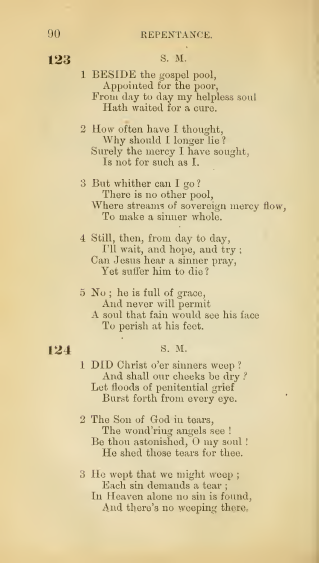 90 REPENTANCE.
123 S. M.
1 BESIDE the gospel pool,
Appointed for the poor,
From day to day my helpless soul
Hath waited for a cure.
2 How often have I thought,
Why should I longer lie?
Surely the mercy I have sought,
Is not for such as I.
3 But whither can I go?
There is no other pool,
Where streams of sovereign mercy flow,
To make a sinner whole.
4 Still, then, from day to day,
I'll wait, and hope, and try;
Can Jesus hear a sinner pray,
Yet suffer him to die?
5 No; he is full of grace,
And never will permit
A soul that fain would see his face
To perish at his feet.
124 S. M.
1 DID Christ o'er sinners weep?
And shall our cheeks be dry?
Let floods of penitential grief
Burst forth from every eye.
2 The Son of God in tears,
The wond'ring angels see!
Be thou astonished, O my soul!
He shed those tears for thee.
3 He wept that we might weep;
Each sin demands a tear;
In Heaven alone no sin is found,
And there's no weeping there.